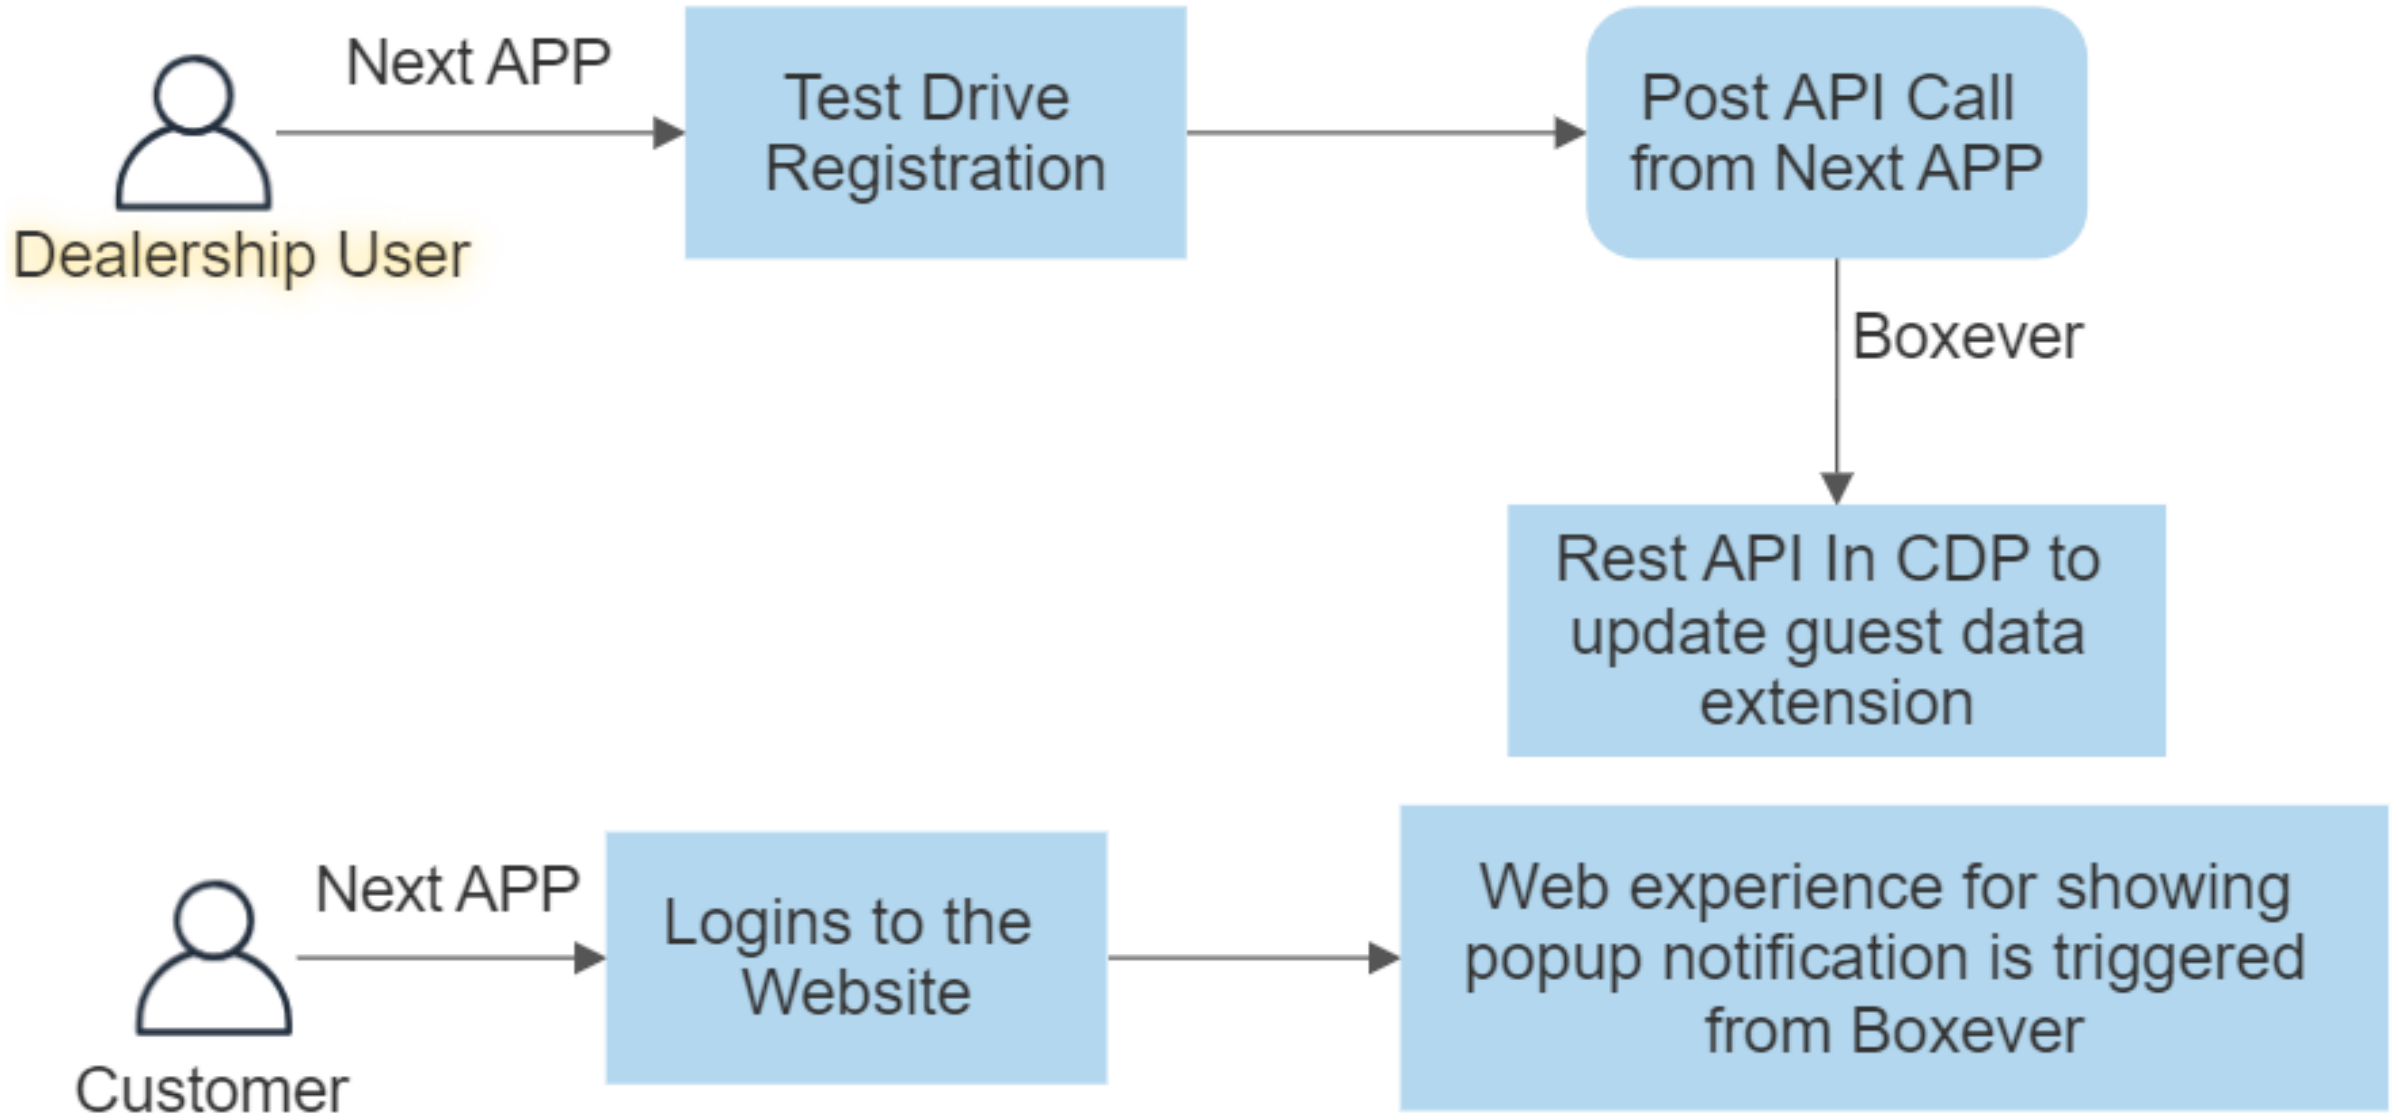 Next APP
Test Drive
Registration
Post API Call
from Next APP
Dealership User
Boxever
Rest API In CDP to
update guest data
extension
Next APP
Logins to the
Website
Web experience for showing
popup notification is triggered
from Boxever
Customer